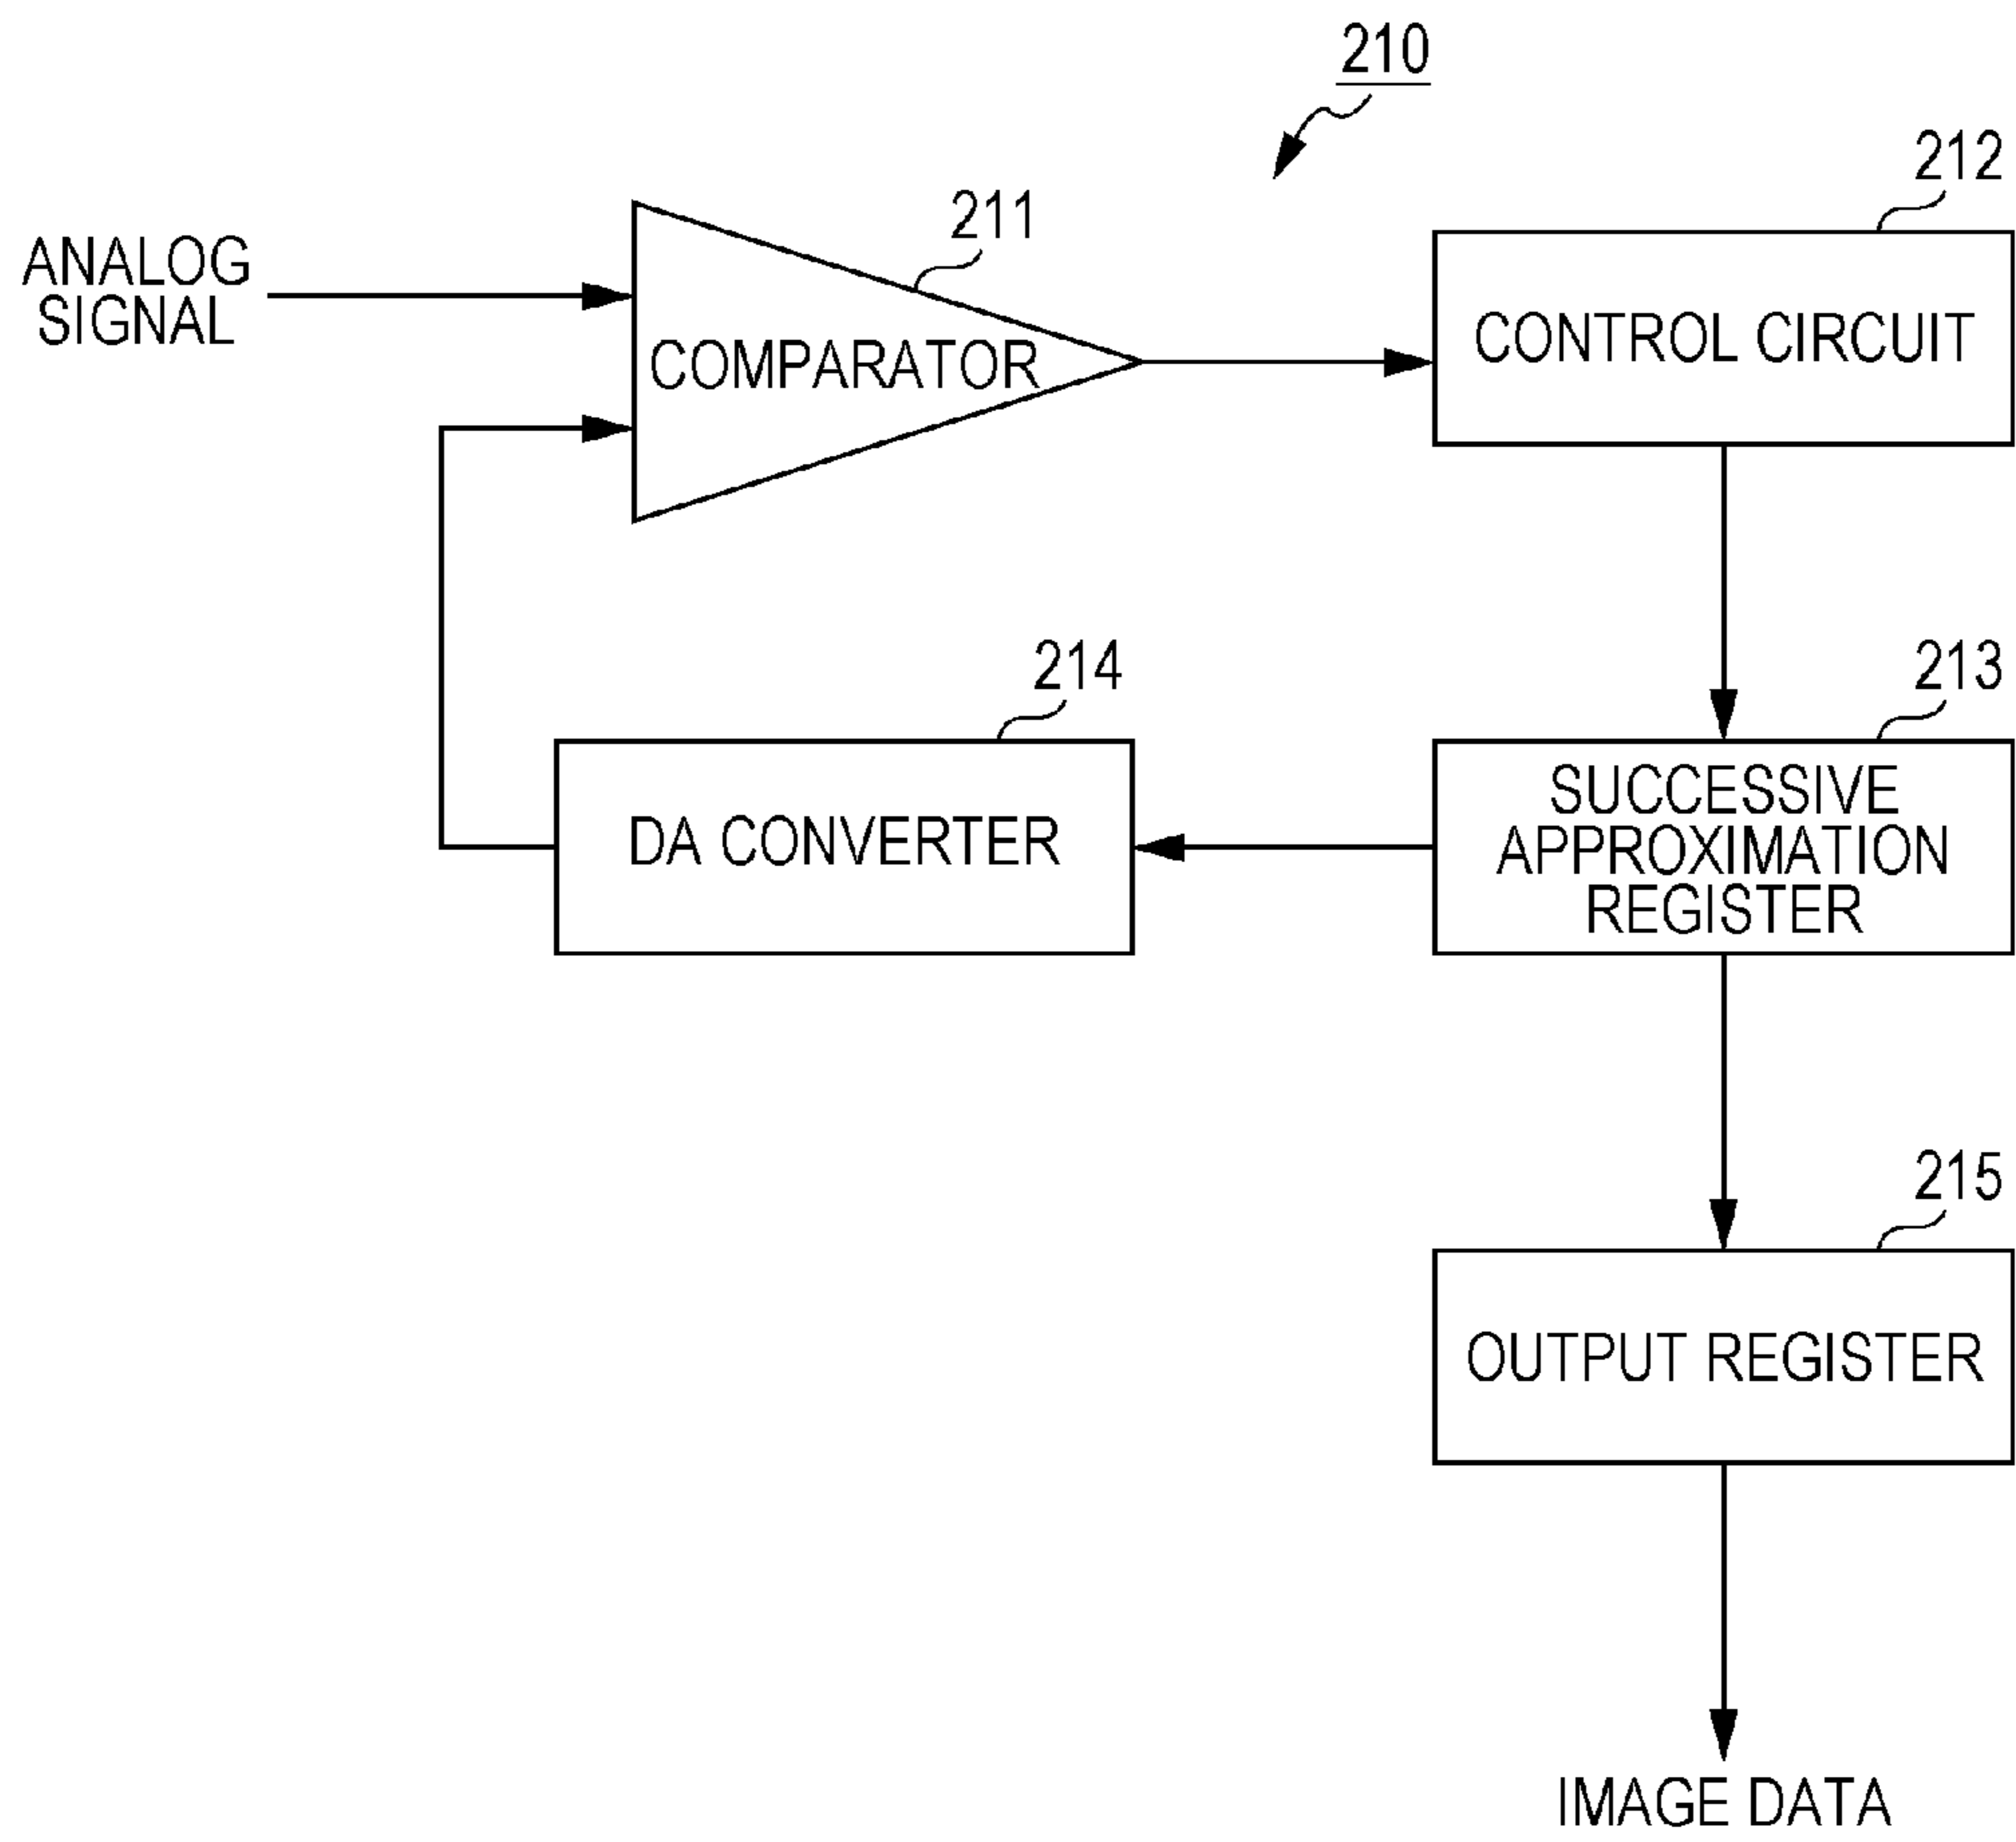 210
212
211
ANALOG
SIGNAL
CONTROL CIRCUIT
COMPARATOR
214
213
DA CONVERTER
SUCCESSIVE
APPROXIMATION
REGISTER
215
OUTPUT REGISTER
IMAGE DATA